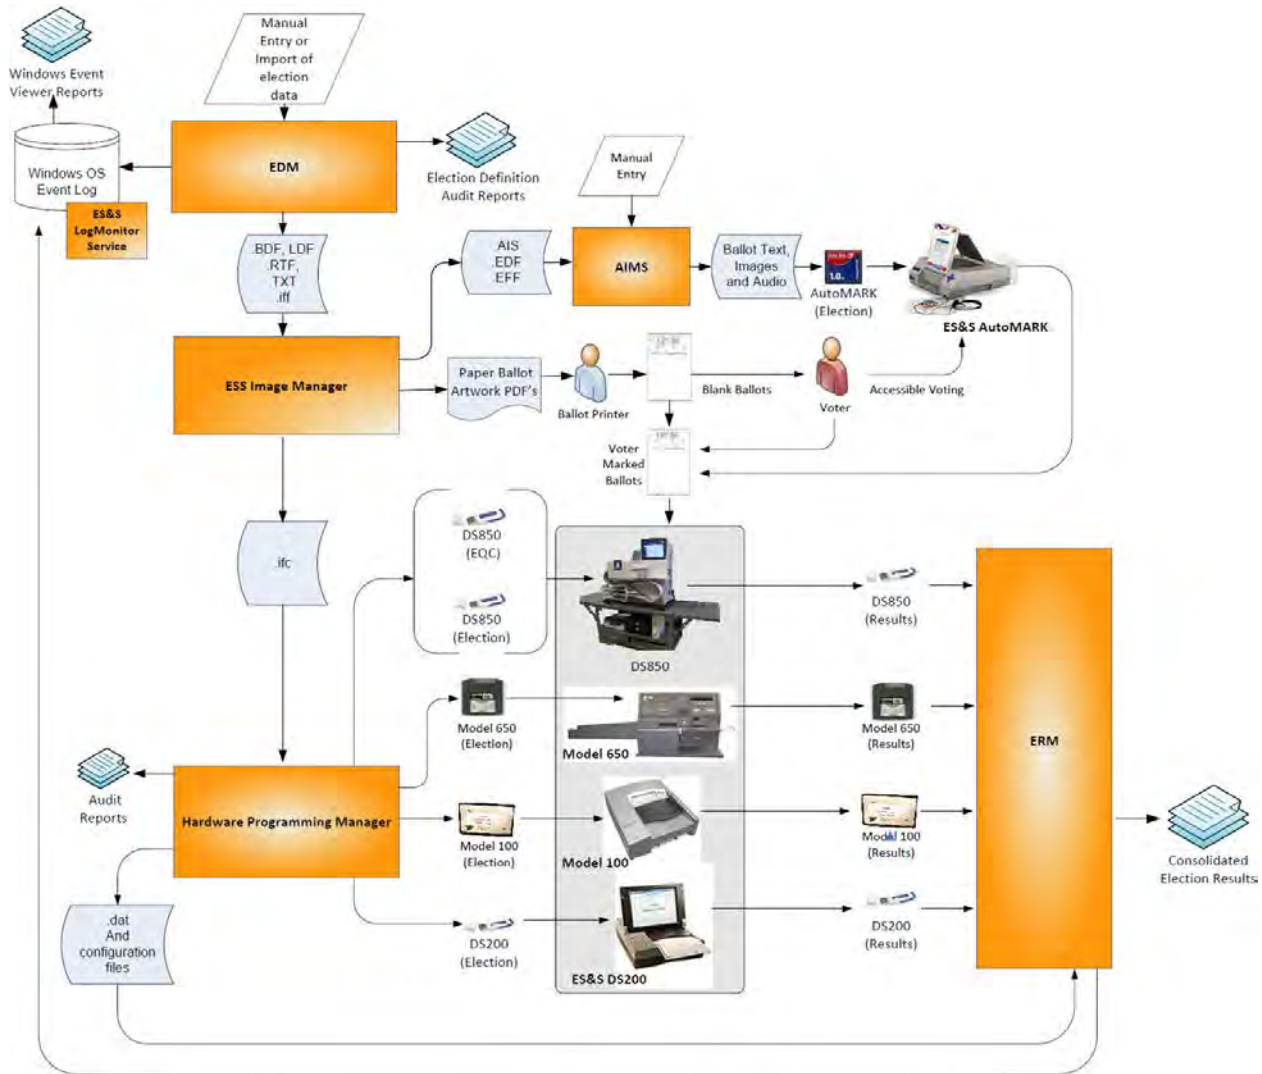 Manual
Entry or
Import of
election
data
Windows Event
Viewer Reports
EDM
Windows OS
Event Log
ES&S
LogMonitor
Service
Election Definition
Audit Reports
Manual
Entry
.BDF, LDF
.RTF,
.TXT
.iff
.AIS
.EDF
.EFF
AIMS
Ballot Text,
Images
and Audio
AutoMARK
(Election)
ES&S AutoMARK
ESS Image Manager
Paper Ballot
Artwork PDF's
Ballot Printer
Blank Ballots
Voter
Accessible Voting
Voter
Marked
Ballots
.ifc
DS850
(EQC)
DS850
(Election)
DS850
DS850
(Results)
Model 650
(Election)
Model 650
Model 650
(Results)
ERM
Audit
Reports
Hardware Programming Manager
Model 100
(Election)
Model 100
Model 100
(Results)
Consolidated
Election Results
.dat
And
configuration
files
DS200
(Election)
ES&S DS200
DS200
(Results)